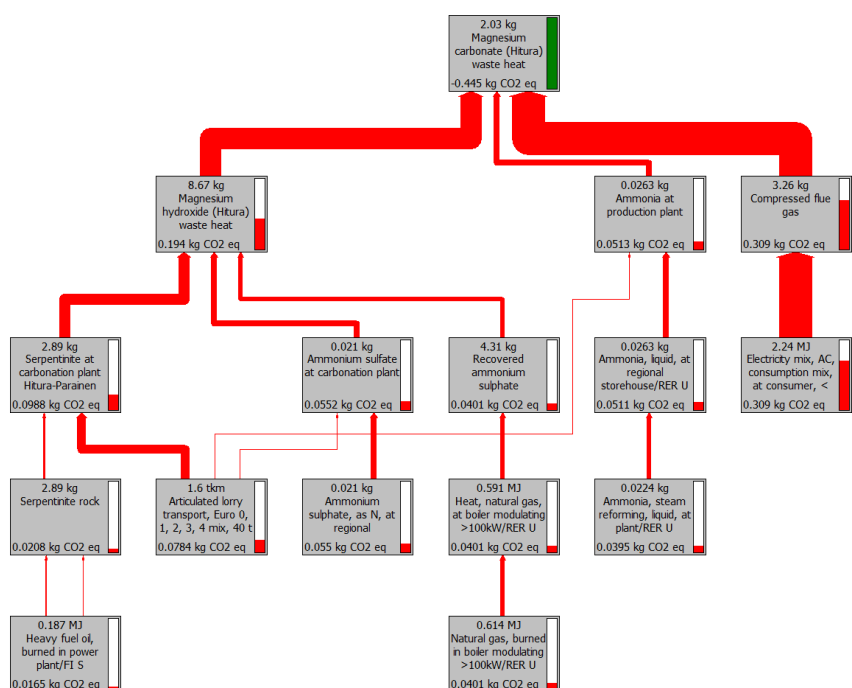 2.03 kg
Magnesium
carbonate (Hitura)
waste heat
-0.445 kg CO2 eq
8.67 kg
Magnesium
hydroxide (Hitura)
waste heat
0.194 kg CO2 eq
0.0263 kg
Ammonia at
production plant
0.0513 kg CO2 eq
3.26 kg
Compressed flue
gas
0.309 kg CO2 eq
2.89 kg
Serpentinite at
carbonation plant
Hitura-Parainen
0.0988 kg CO2 eq
0.021 kg
Ammonium sulfate
at carbonation plant
0.0552 kg CO2 eq
4.31 kg
Recovered
ammonium
sulphate
0.0401 kg CO2 eq
0.0263 kg
Ammonia, liquid, at
regional
storehouse/RER U
0.0511 kg CO2 eq
2.24 MJ
Electricity mix, AC,
consumption mix,
at consumer, <
0.309 kg CO2 eq
2.89 kg
Serpentinite rock
0.0208 kg CO2 eq
1.6 tkm
Articulated lorry
transport, Euro 0,
1, 2, 3, 4 mix, 40 t
0.0784 kg CO2 eq
0.021 kg
Ammonium
sulphate, as N, at
regional
0.055 kg CO2 eq
0.591 MJ
Heat, natural gas,
at boiler modulating
>100kW/RER U
0.0401 kg CO2 eq
0.0224 kg
Ammonia, steam
reforming, liquid, at
plant/RER U
0.0395 kg CO2 eq
0.187 MJ
Heavy fuel oil,
burned in power
plant/FI S
0.0165 kg CO2 eq
0.614 MJ
Natural gas, burned
in boiler modulating
>100kW/RER U
0.0401 kg CO2 eq